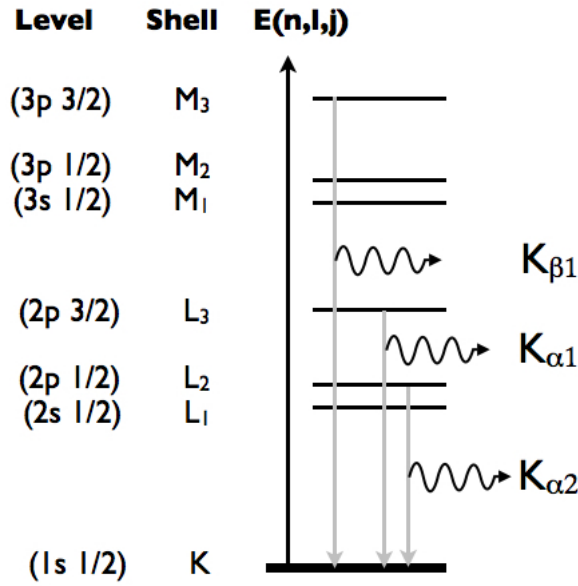 Level Shell E(n,l,j)
(3p 3/2) M3
(3p 1/2) M2
(3s 1/2) M1
Kβ1
(2p 3/2) L3
Kα1
(2p 1/2) L2
(2s 1/2) L1
Kα2
(1s 1/2) K